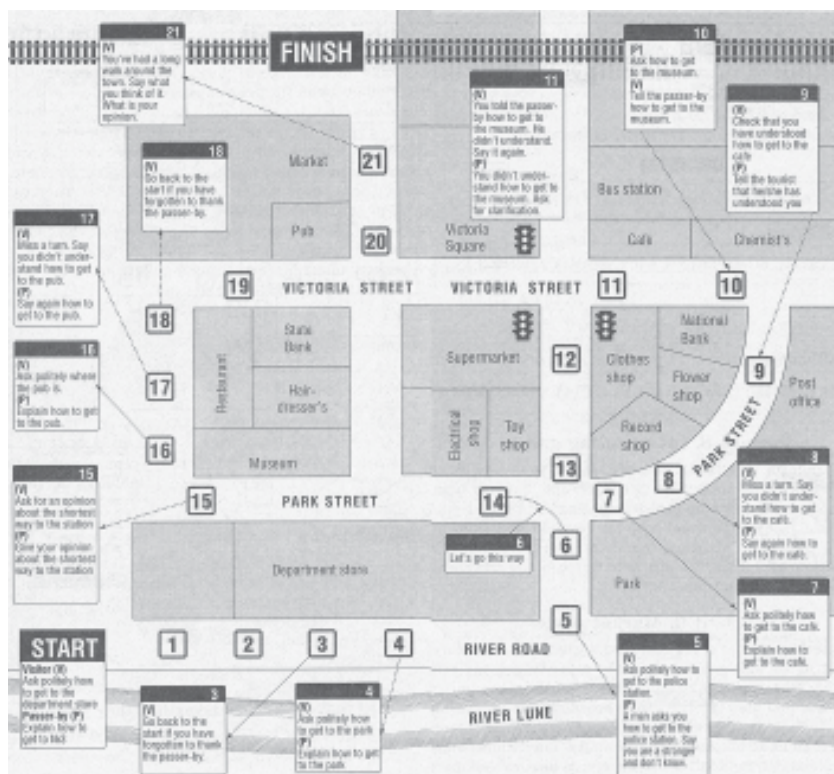 FINISH
21
(V)
You've had a long
walk around the
town. Say what
you think of it.
What is your
opinion.
10
(P)
Ask how to get
to the museum.
(V)
Tell the passer-by
how to get to the
museum.
11
(V)
You told the passer-
by how to get to
the museum. He
didn't understand.
Say it again.
(P)
You didn't under-
stand how to get to
the museum. Ask
for clarification.
9
Check that you
have understood
how to get to the
cafe
(P)
Tell the tourist
that he/she has
understood you
18
(V)
Go back to the
start if you have
forgotten to thank
the passer-by.
Market
21
Pub
20
Victoria
Square
Bus station
Café
Chemist's
17
(V)
Miss a turn. Say
you didn't under-
stand how to get
to the pub.
(P)
Say again how to
get to the pub.
19
VICTORIA STREET
VICTORIA STREET
11
10
18
State
Bank
Restaurant
Hair-
dresser's
Museum
Supermarket
Electrical
shop
Toy
shop
12
Clothes
shop
National
Bank
Flower
shop
Record
shop
9
Post
office
PARK STREET
16
(V)
Ask politely where
the pub is.
(P)
Explain how to get
to the pub.
17
16
13
15
(V)
Ask for an opinion
about the shortest
way to the station
(P)
Give your opinion
about the shortest
way to the station
15
PARK STREET
14
7
8
8
Miss a turn. Say
you didn't under-
stand how to get
to the café.
(P)
Say again how to
get to the café.
6
Let's go this way
6
Department store
Park
7
(V)
Ask politely how
to get to the café.
(P)
Explain how to
get to the café.
START
Visitor (V)
Ask politely how
to get to the
department store
Passer-by (P)
Explain how to
get to
1
2
3
4
5
RIVER ROAD
3
(V)
Go back to the
start if you have
forgotten to thank
the passer-by.
4
Ask politely how
to get to the park
(P)
Explain how to get
to the park
RIVER LUNE
5
(V)
Ask politely how to
get to the police
station.
(P)
A man asks you
how to get to the
police station. Say
you are a stranger
and don't know.